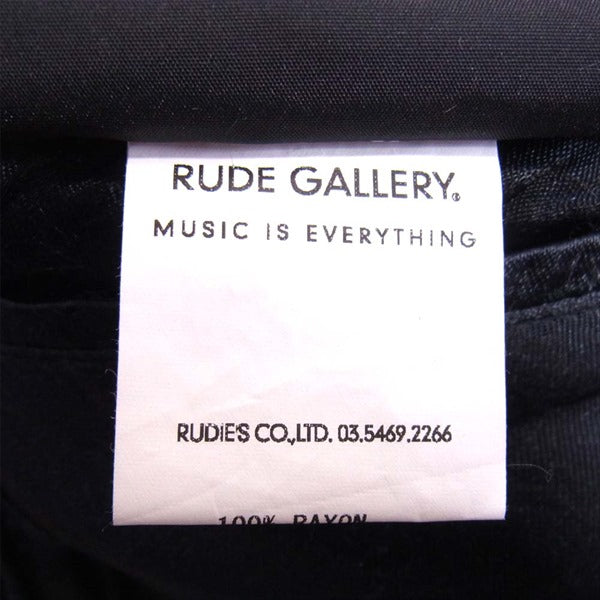 RUDE GALLERY®
MUSIC IS EVERYTHING
RUDIE'S CO.,LTD. 03.5469.2266
100% RAYON